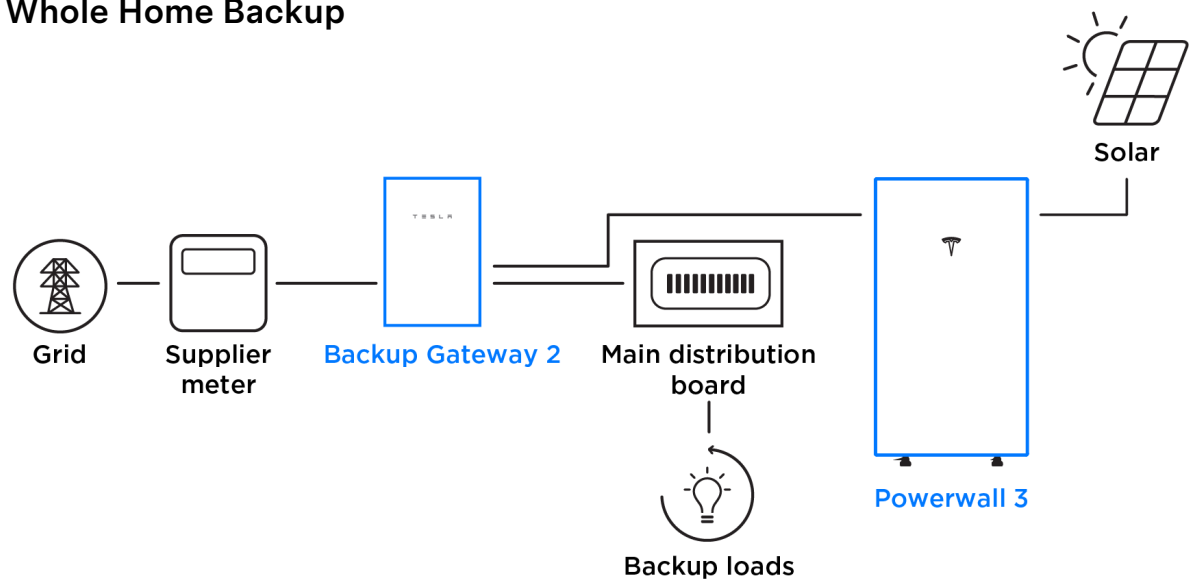 Whole Home Backup
Solar
TESLA
Grid
Supplier
meter
Backup Gateway 2
Main distribution
board
Powerwall 3
Backup loads